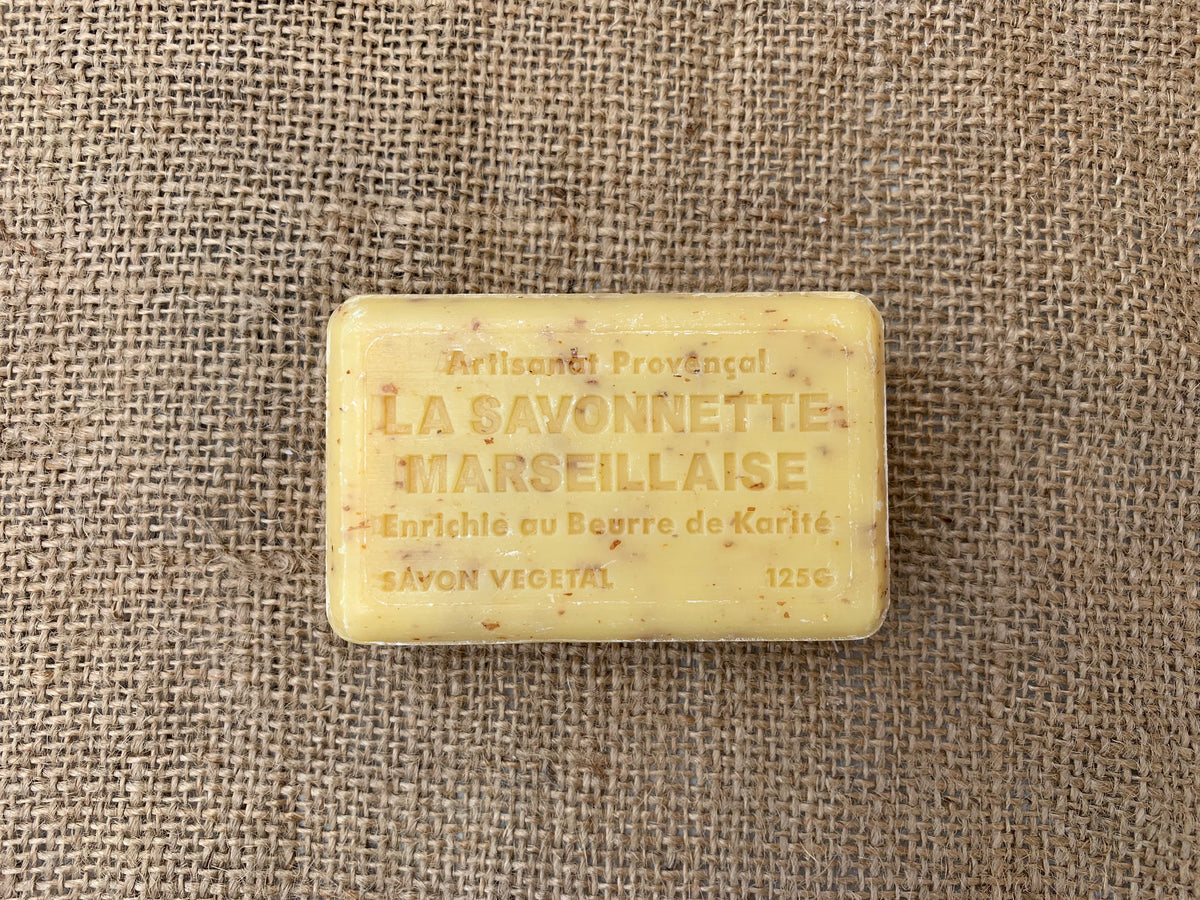 Artisanat Provençal
LA SAVONNETTE
MARSEILLAISE
Enrichie au Beurre de Karité
SAVON VEGETAL 125G